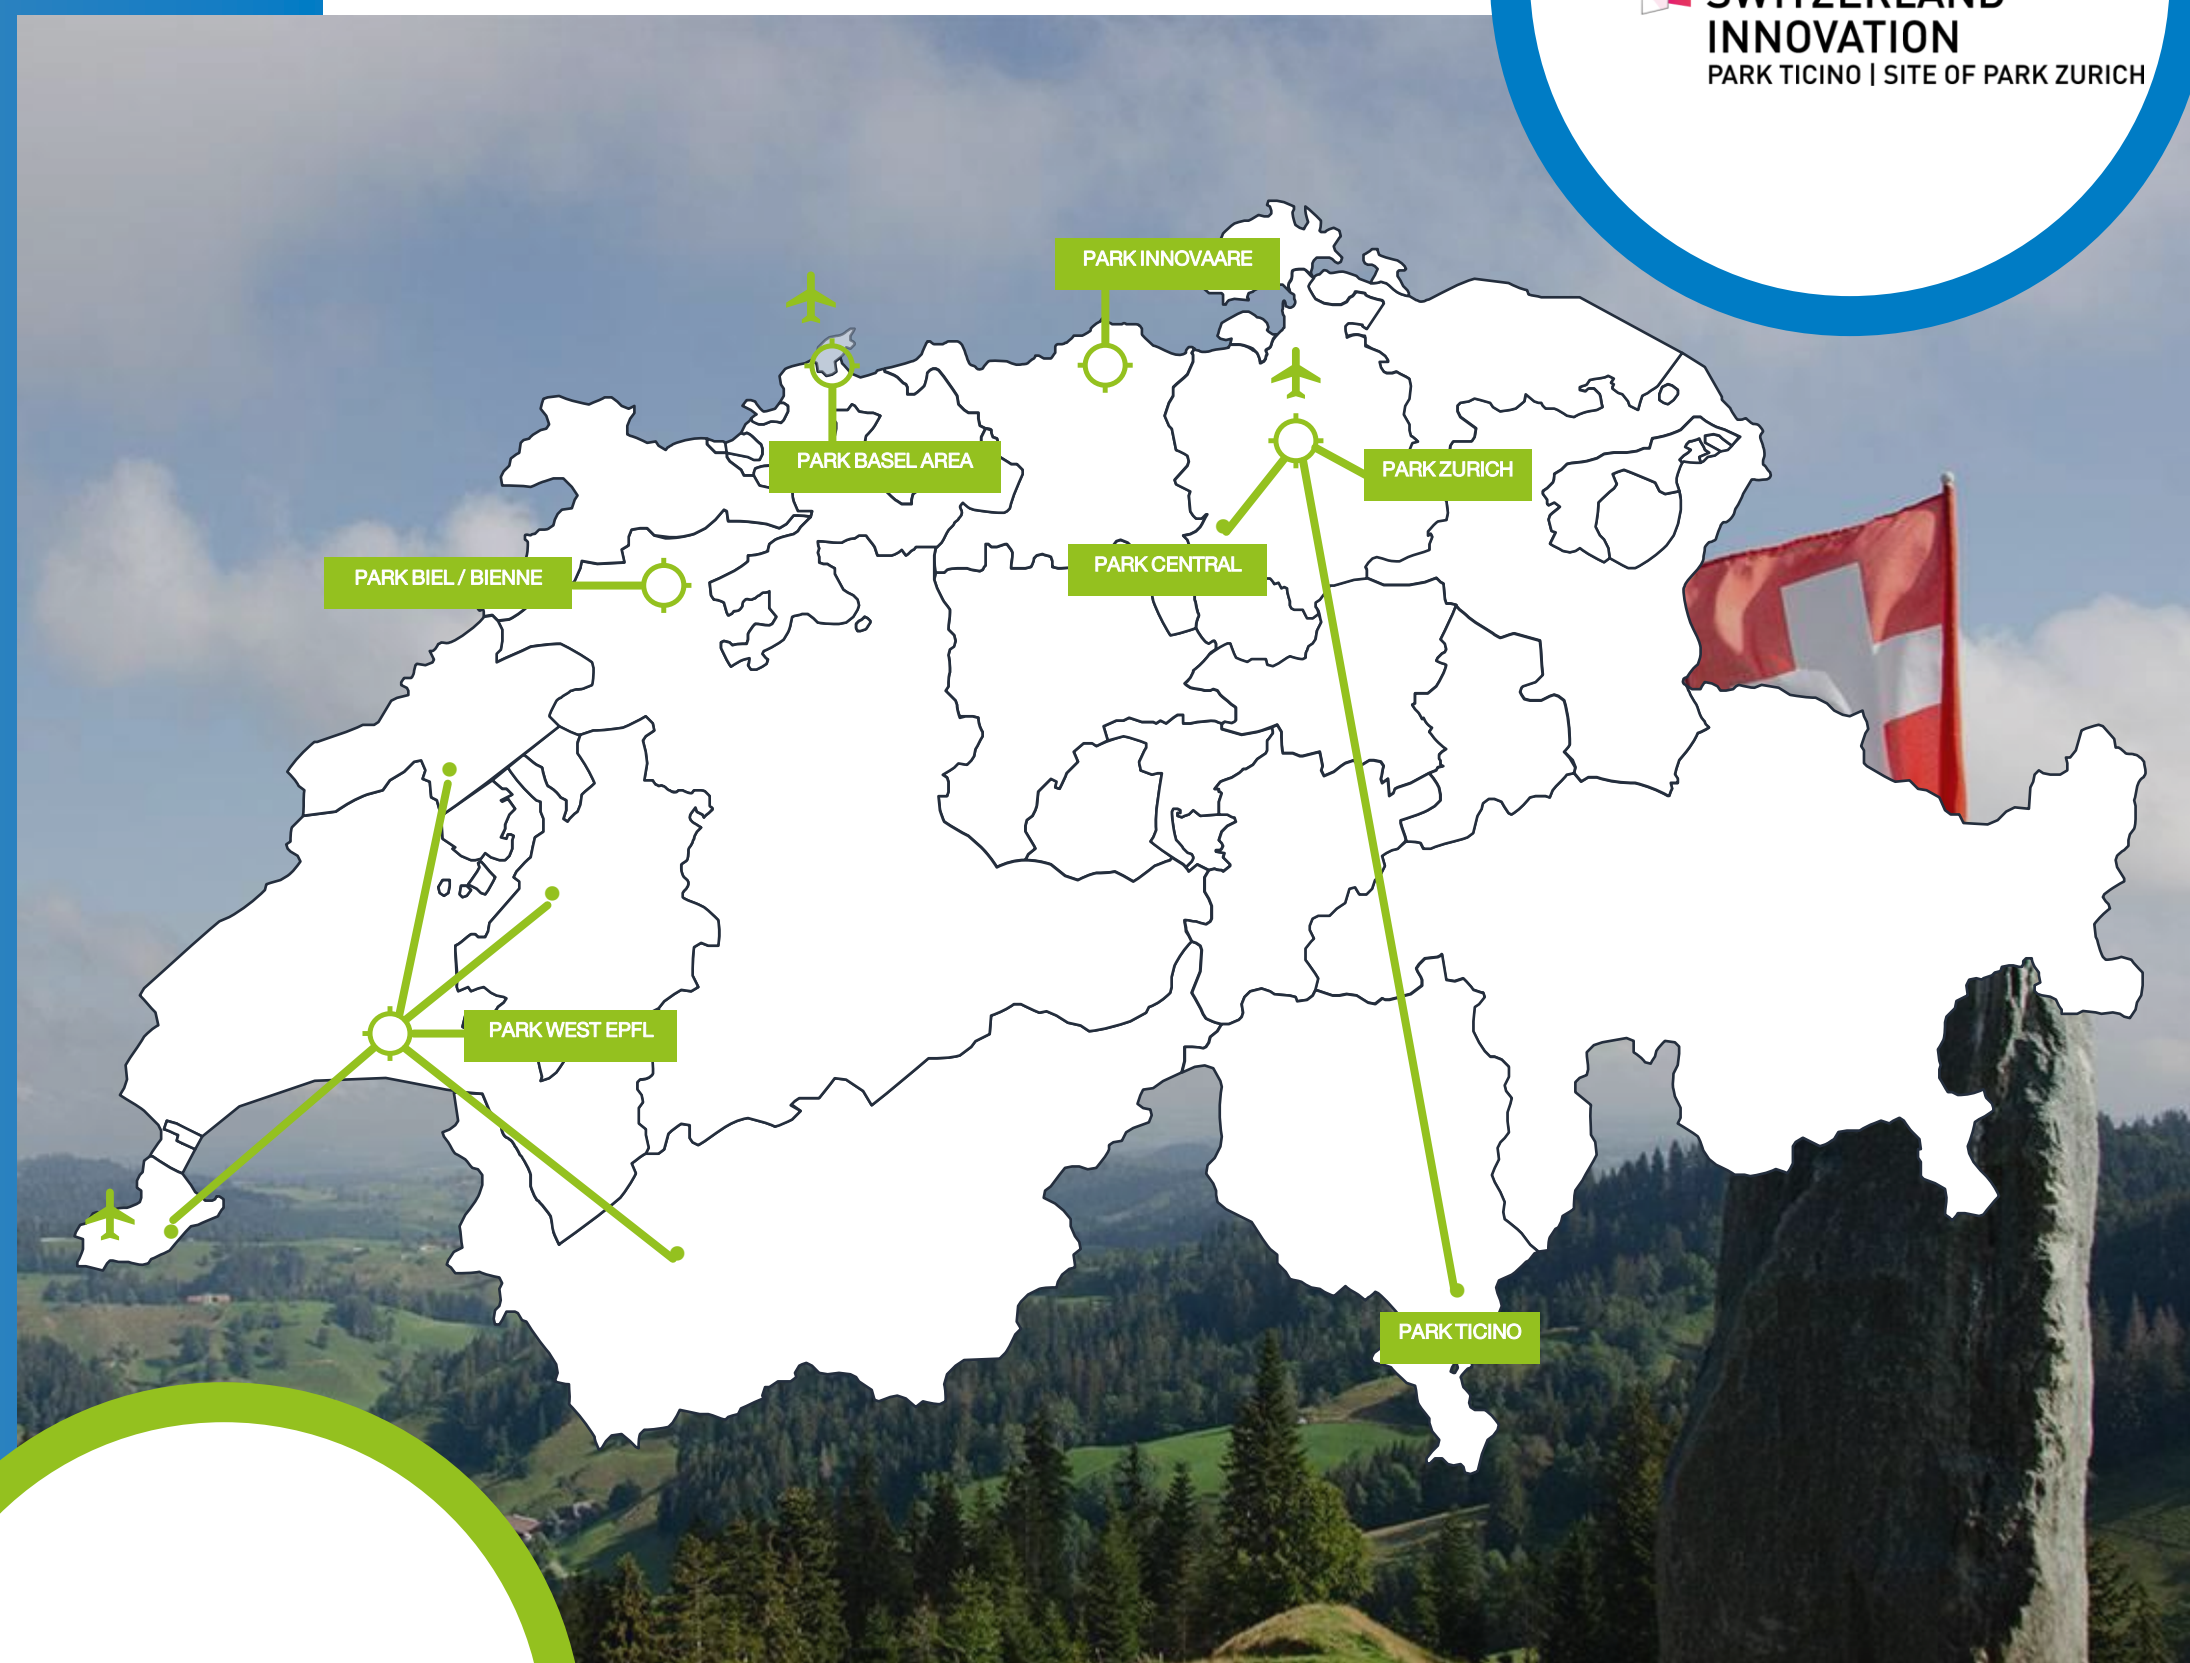 SWITZERLAND
INNOVATION
PARK TICINO | SITE OF PARK ZURICH
PARK INNOVAARE
PARK BASEL AREA
PARK ZURICH
PARK CENTRAL
PARK BIEL / BIENNE
PARK WEST EPFL
PARK TICINO